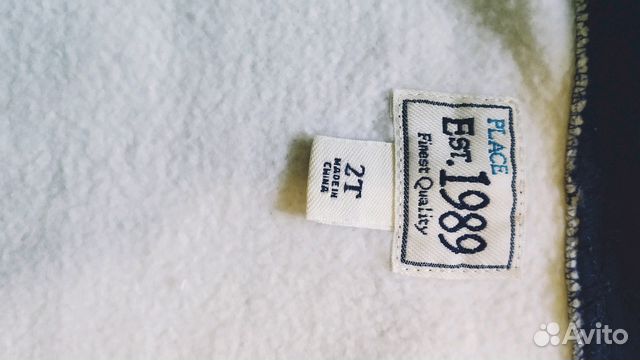 PLACE
EST. 1989
FINEST QUALITY
2T
MADE IN
CHINA
Avito